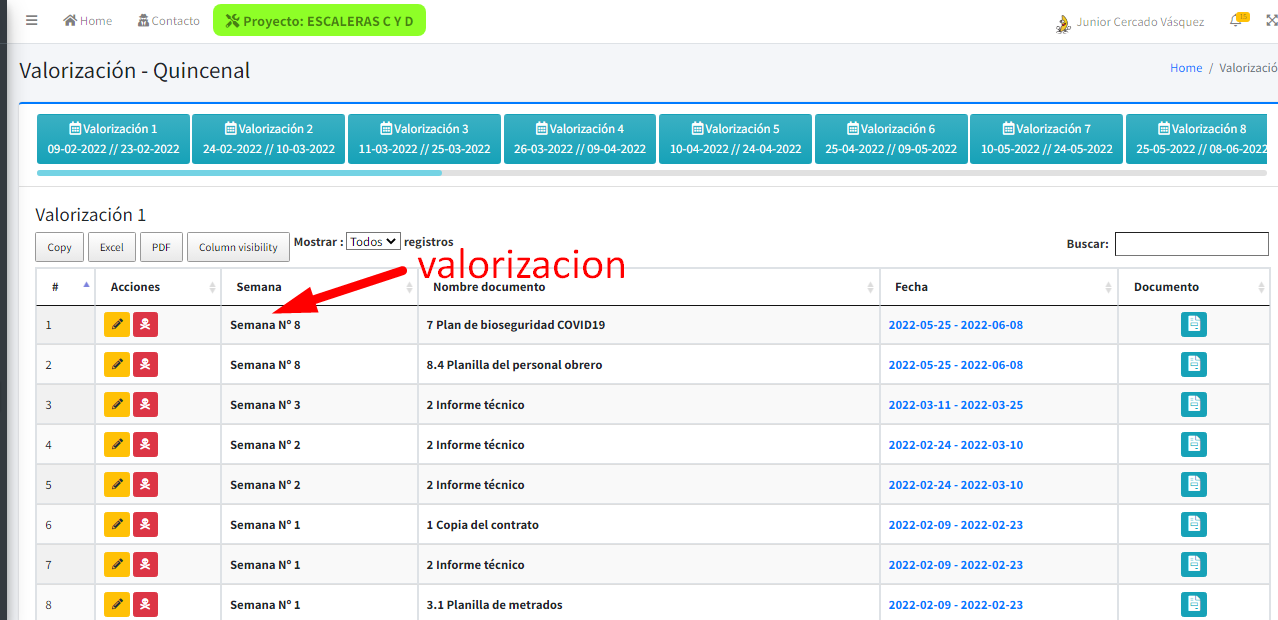 Home Contacto Proyecto: ESCALERAS C Y D Junior Cercado Vásquez 15
Valorización - Quincenal
Home / Valorizació
Valorización 1 Valorización 2 Valorización 3 Valorización 4 Valorización 5 Valorización 6 Valorización 7 Valorización 8
09-02-2022 // 23-02-2022 24-02-2022 // 10-03-2022 11-03-2022 // 25-03-2022 26-03-2022 // 09-04-2022 10-04-2022 // 24-04-2022 25-04-2022 // 09-05-2022 10-05-2022 // 24-05-2022 25-05-2022 // 08-06-2022
Valorización 1
Copy Excel PDF Column visibility Mostrar : Todos registros Buscar:
valorizacion
# Acciones Semana Nombre documento Fecha Documento
1 Semana Nº 8 7 Plan de bioseguridad COVID19 2022-05-25 - 2022-06-08
2 Semana Nº 8 8.4 Planilla del personal obrero 2022-05-25 - 2022-06-08
3 Semana Nº 3 2 Informe técnico 2022-03-11 - 2022-03-25
4 Semana Nº 2 2 Informe técnico 2022-02-24 - 2022-03-10
5 Semana Nº 2 2 Informe técnico 2022-02-24 - 2022-03-10
6 Semana Nº 1 1 Copia del contrato 2022-02-09 - 2022-02-23
7 Semana Nº 1 2 Informe técnico 2022-02-09 - 2022-02-23
8 Semana Nº 1 3.1 Planilla de metrados 2022-02-09 - 2022-02-23